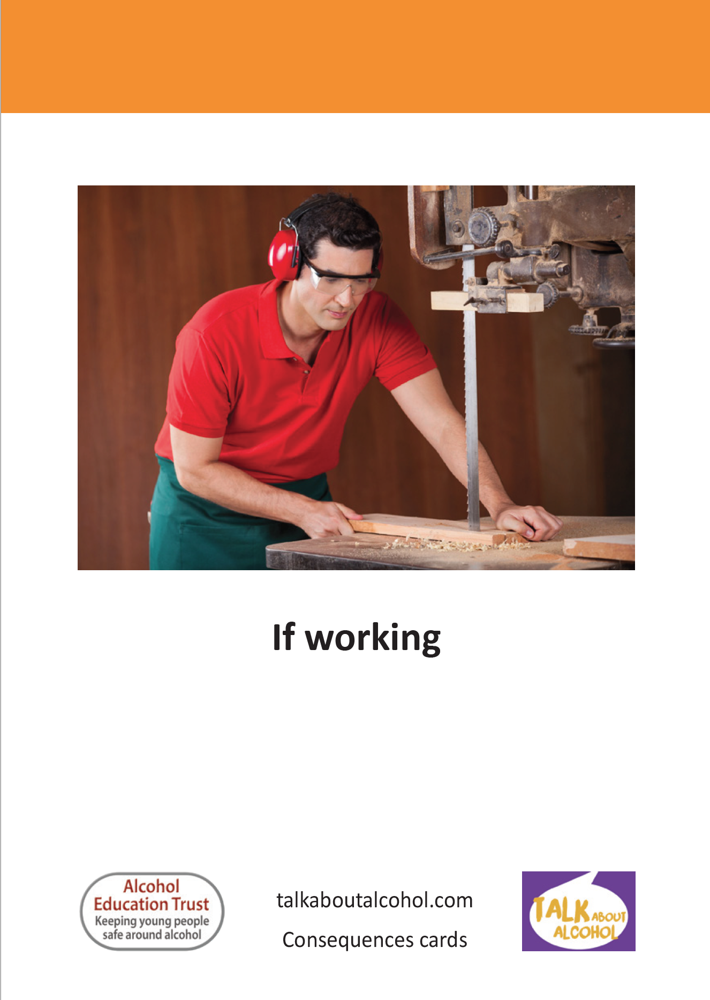 If working
Alcohol
Education Trust
Keeping young people
safe around alcohol
talkaboutalcohol.com
Consequences cards
TALK ABOUT
ALCOHOL